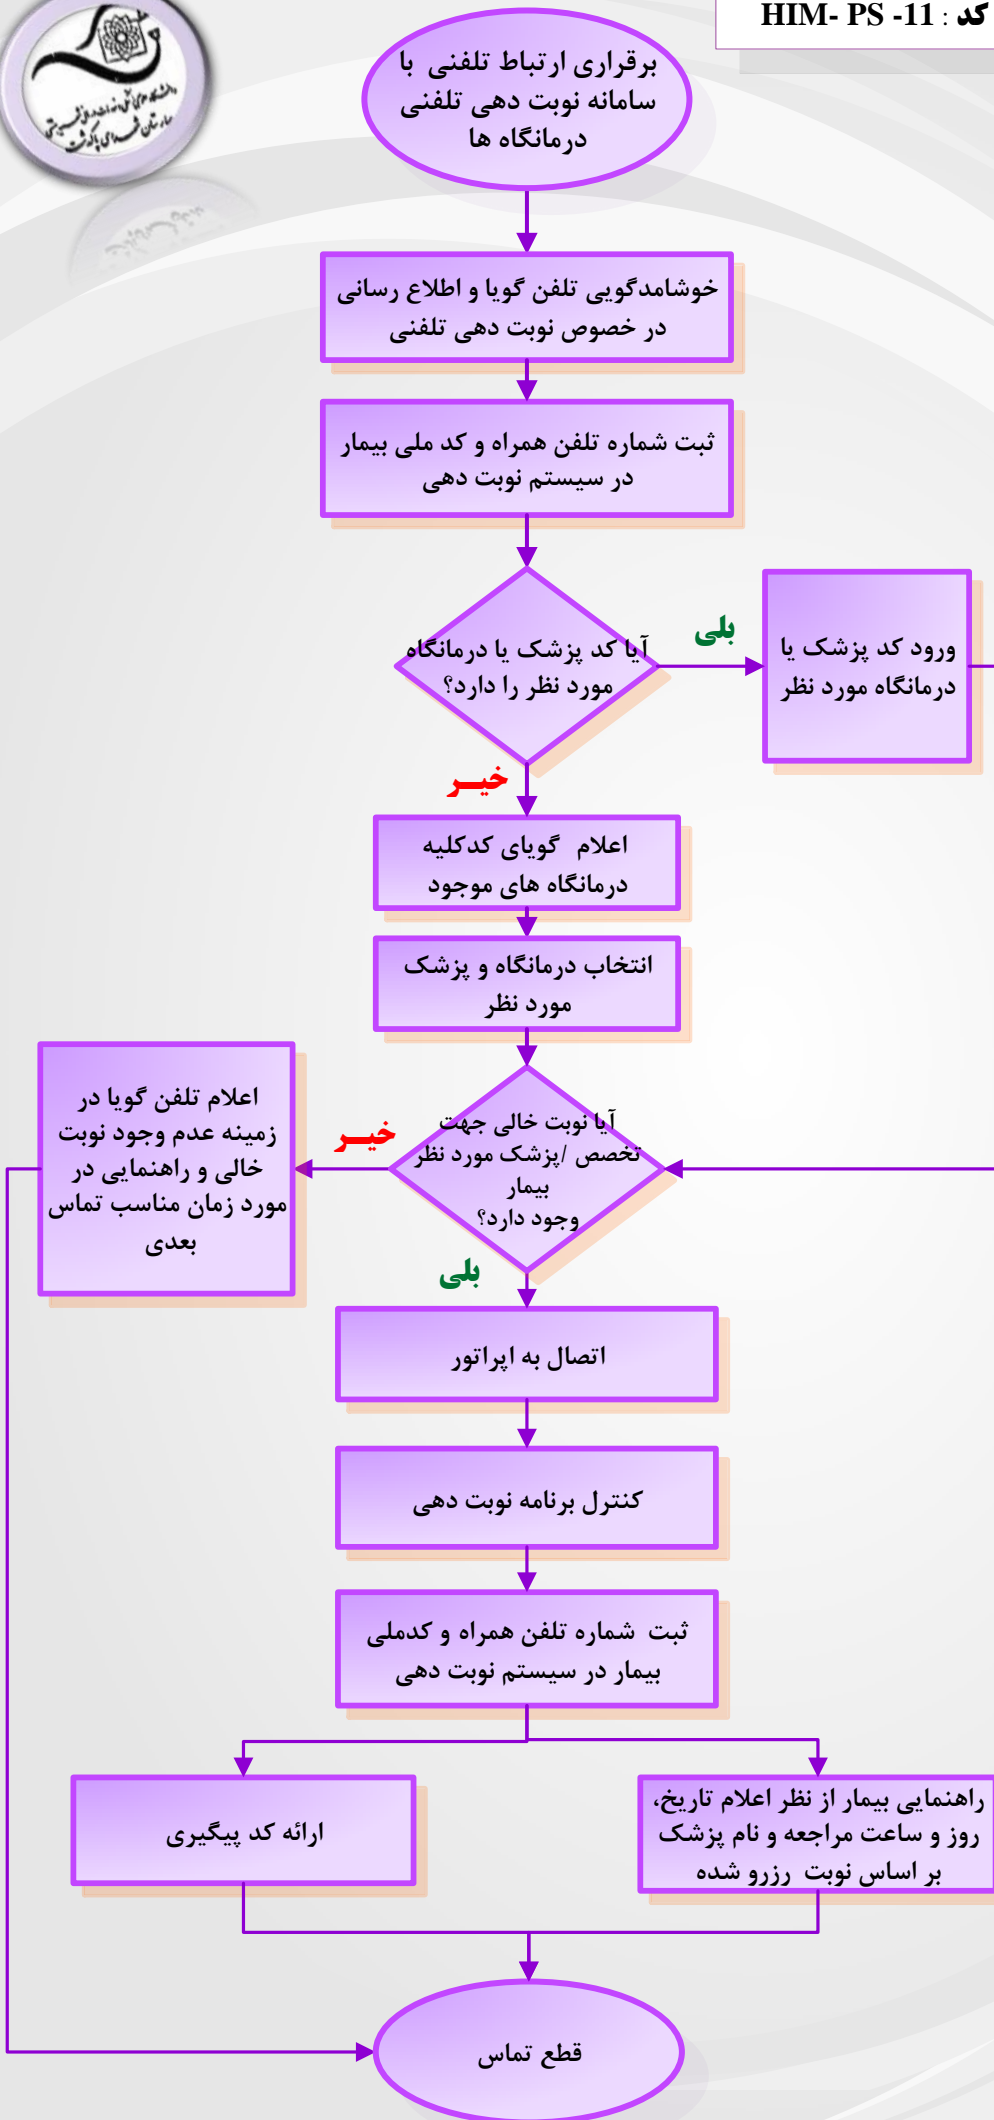 کد : HIM- PS -11
برقراری ارتباط تلفنی با
سامانه نوبت دهی تلفنی
درمانگاه ها
خوشامدگویی تلفن گویا و اطلاع رسانی
در خصوص نوبت دهی تلفنی
ثبت شماره تلفن همراه و کد ملی بیمار
در سیستم نوبت دهی
آیا کد پزشک یا درمانگاه
مورد نظر را دارد؟
بلی
ورود کد پزشک یا
درمانگاه مورد نظر
خیـر
اعلام گویای کدکلیه
درمانگاه های موجود
انتخاب درمانگاه و پزشک
مورد نظر
آیا نوبت خالی جهت
تخصص /پزشک مورد نظر
بیمار
وجود دارد؟
خیـر
اعلام تلفن گویا در
زمینه عدم وجود نوبت
خالی و راهنمایی در
مورد زمان مناسب تماس
بعدی
بلی
اتصال به اپراتور
کنترل برنامه نوبت دهی
ثبت شماره تلفن همراه و کدملی
بیمار در سیستم نوبت دهی
راهنمایی بیمار از نظر اعلام تاریخ،
روز و ساعت مراجعه و نام پزشک
بر اساس نوبت رزرو شده
ارائه کد پیگیری
قطع تماس